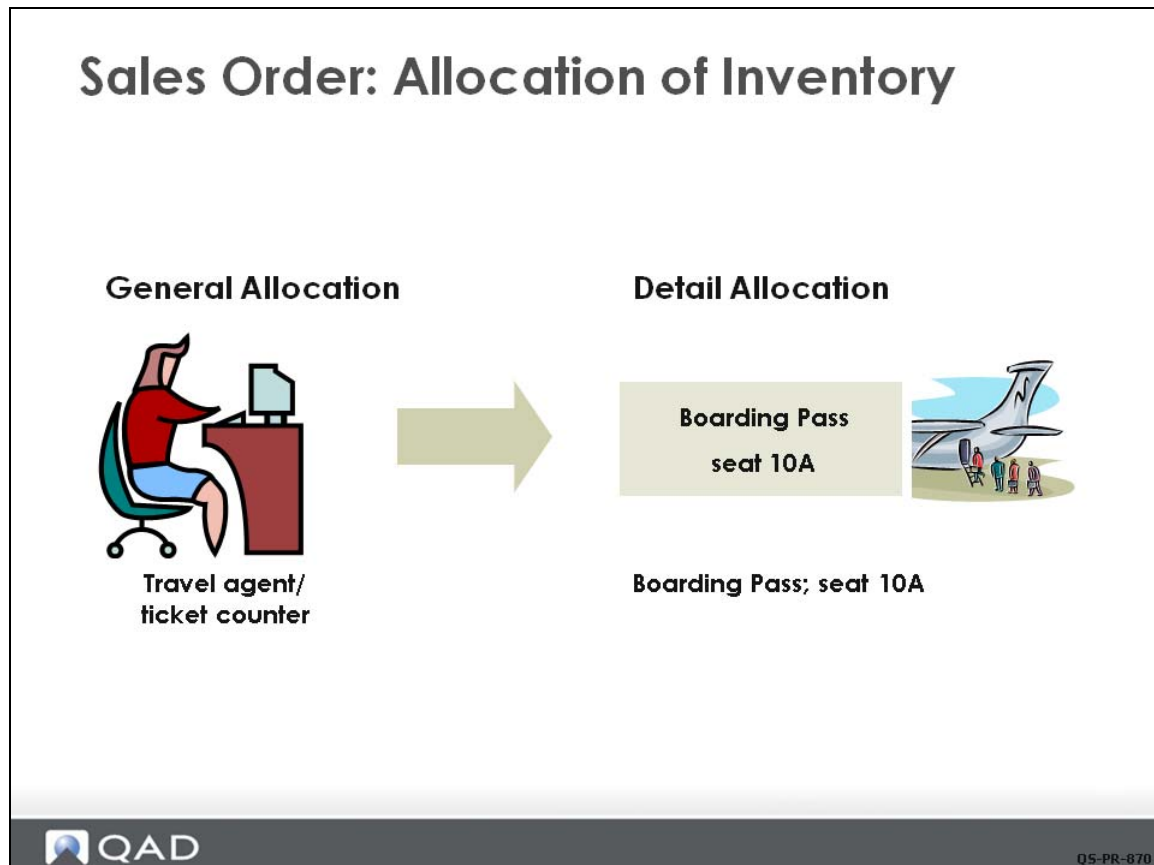 Sales Order: Allocation of Inventory
General Allocation
Detail Allocation
Boarding Pass
seat 10A
Travel agent/
ticket counter
Boarding Pass; seat 10A
QAD
QS-PR-870